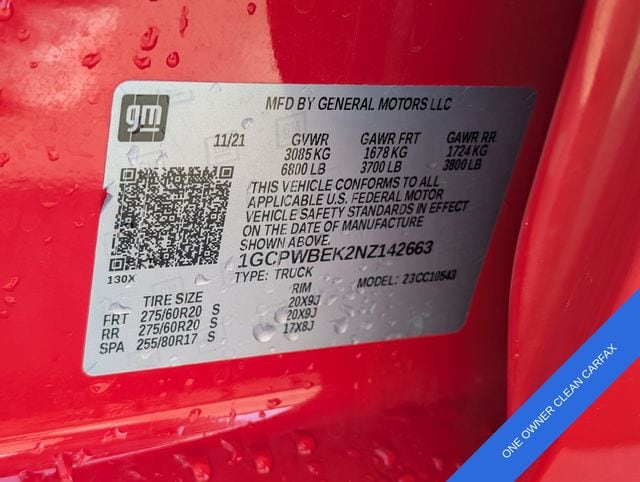 gm
MFD BY GENERAL MOTORS LLC
11/21 GVWR GAWR FRT GAWR RR
3085 KG 1678 KG 1724 KG
6800 LB 3700 LB 3800 LB
THIS VEHICLE CONFORMS TO ALL
APPLICABLE U.S. FEDERAL MOTOR
VEHICLE SAFETY STANDARDS IN EFFECT
ON THE DATE OF MANUFACTURE
SHOWN ABOVE.
1GCPWBEK2NZ142663
130X
TYPE: TRUCK MODEL: 23CC10543
TIRE SIZE RIM
FRT 275/60R20 S 20X9J
RR 275/60R20 S 20X9J
SPA 255/80R17 S 17X8J
ONE OWNER CLEAN CARFAX